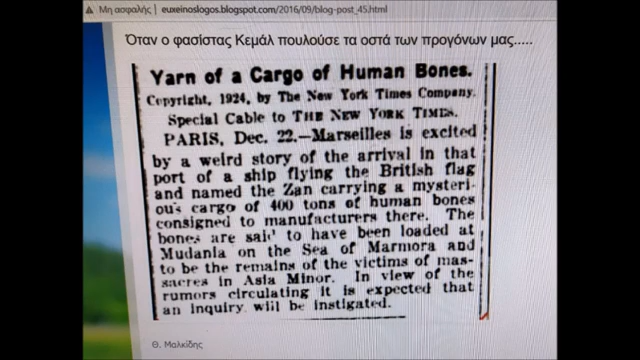 Μη ασφαλής | euxeinoslogos.blogspot.com/2016/09/blog-post_45.html
Όταν ο φασίστας Κεμάλ πουλούσε τα οστά των προγόνων μας.....
Yarn of a Cargo of Human Bones.
Copyright, 1924, by The New York Times Company.
Special Cable to THE NEW YORK TIMES.
PARIS, Dec. 22.—Marseilles is excited
by a weird story of the arrival in that
port of a ship flying the British flag
and named the Zan carrying a mysteri-
ous cargo of 400 tons of human bones
consigned to manufacturers there. The
bones are said to have been loaded at
Mudania on the Sea of Marmora and
to be the remains of the victims of mas-
sacres in Asia Minor. In view of the
rumors circulating it is expected that
an inquiry will be instigated.
Θ. Μαλκίδης